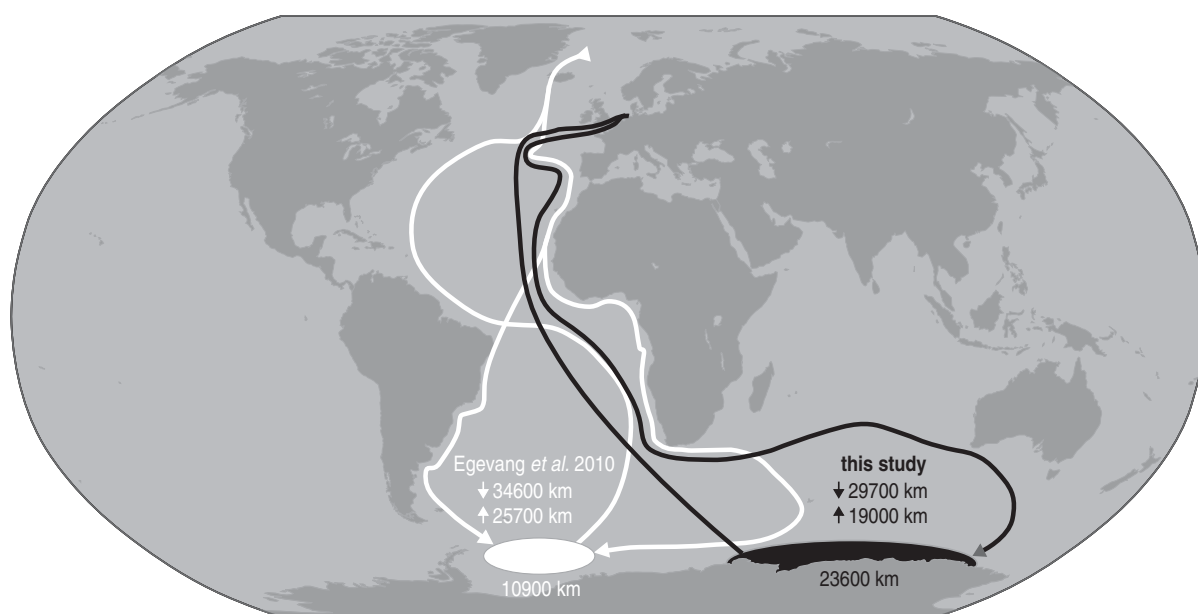 Egevang et al. 2010
↓ 34600 km
↑ 25700 km
10900 km
this study
↓ 29700 km
↑ 19000 km
23600 km